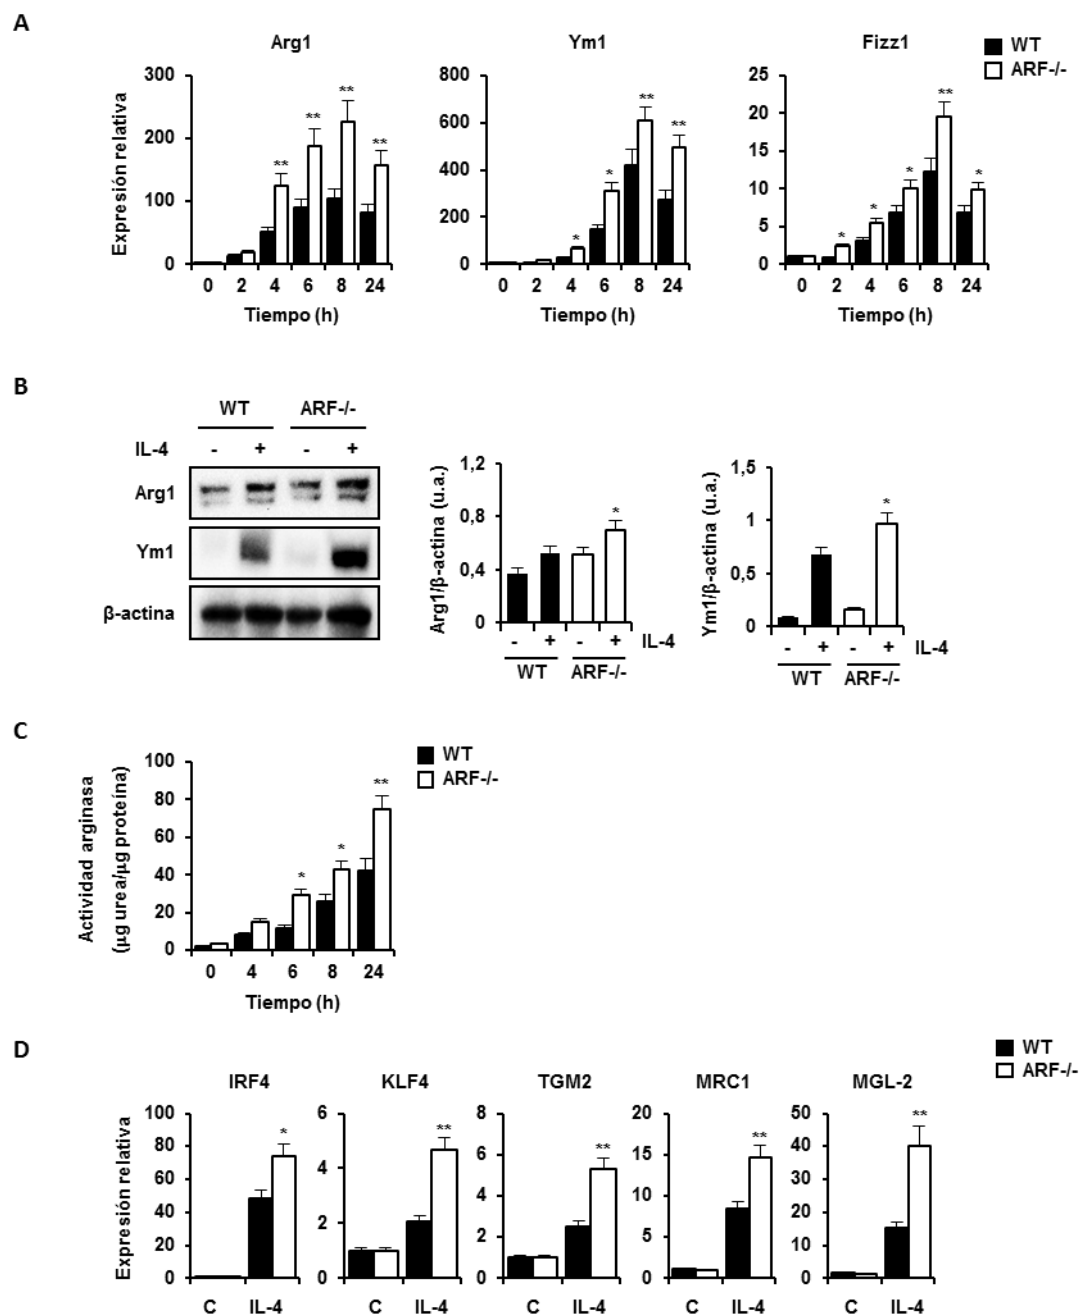 A
Arg1
Ym1
Fizz1
WT
ARF-/-
Expresión relativa
300
200
100
0
** ** ** **
0 2 4 6 8 24
Tiempo (h)
800
600
400
200
0
* * ** **
0 2 4 6 8 24
Tiempo (h)
25
20
15
10
5
0
* * * ** *
0 2 4 6 8 24
Tiempo (h)
B
WT ARF-/-
IL-4 - + - +
Arg1
Ym1
β-actina
Arg1/β-actina (u.a.)
1,2
0,8
0,4
0
*
- + - + IL-4
WT ARF-/-
Ym1/β-actina (u.a.)
1,5
1
0,5
0
*
- + - + IL-4
WT ARF-/-
C
WT
ARF-/-
Actividad arginasa
(µg urea/µg proteína)
100
80
60
40
20
0
* * **
0 4 6 8 24
Tiempo (h)
D
WT
ARF-/-
Expresión relativa
IRF4
100
80
60
40
20
0
*
C IL-4
KLF4
6
4
2
0
**
C IL-4
TGM2
8
6
4
2
0
**
C IL-4
MRC1
20
15
10
5
0
**
C IL-4
MGL-2
50
40
30
20
10
0
**
C IL-4